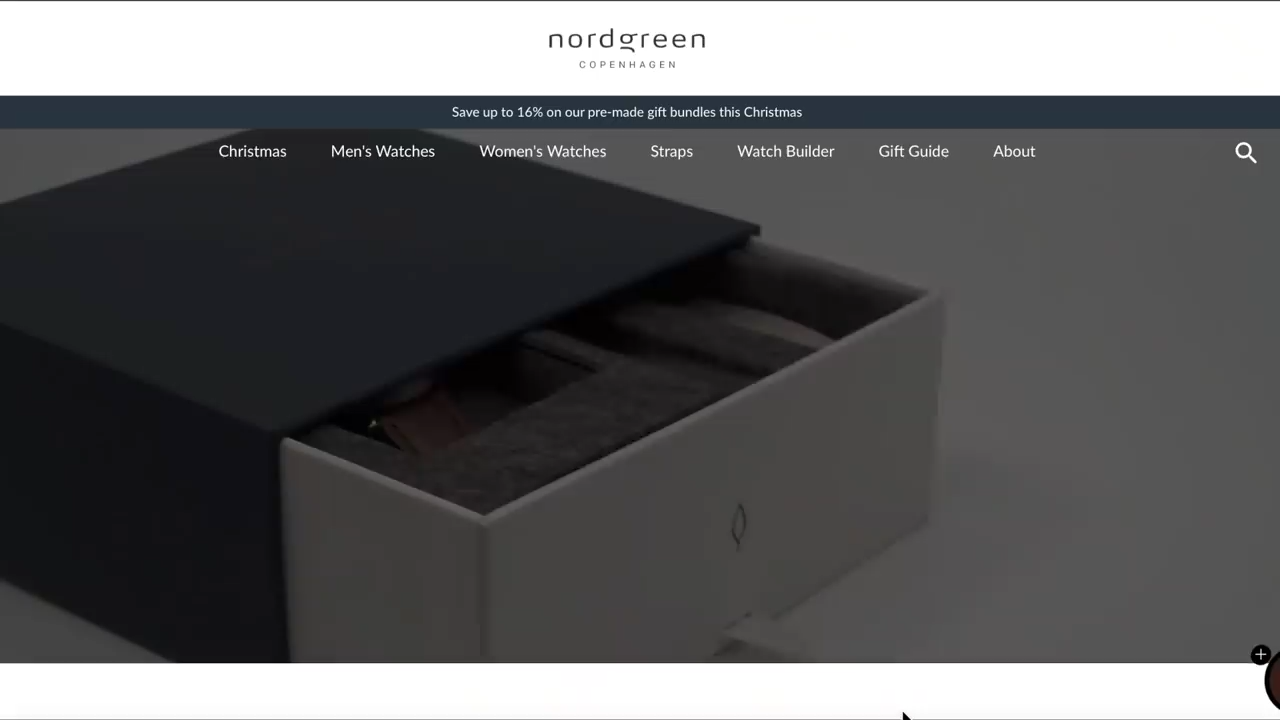 nordgreen
COPENHAGEN
Save up to 16% on our pre-made gift bundles this Christmas
Christmas Men's Watches Women's Watches Straps Watch Builder Gift Guide About